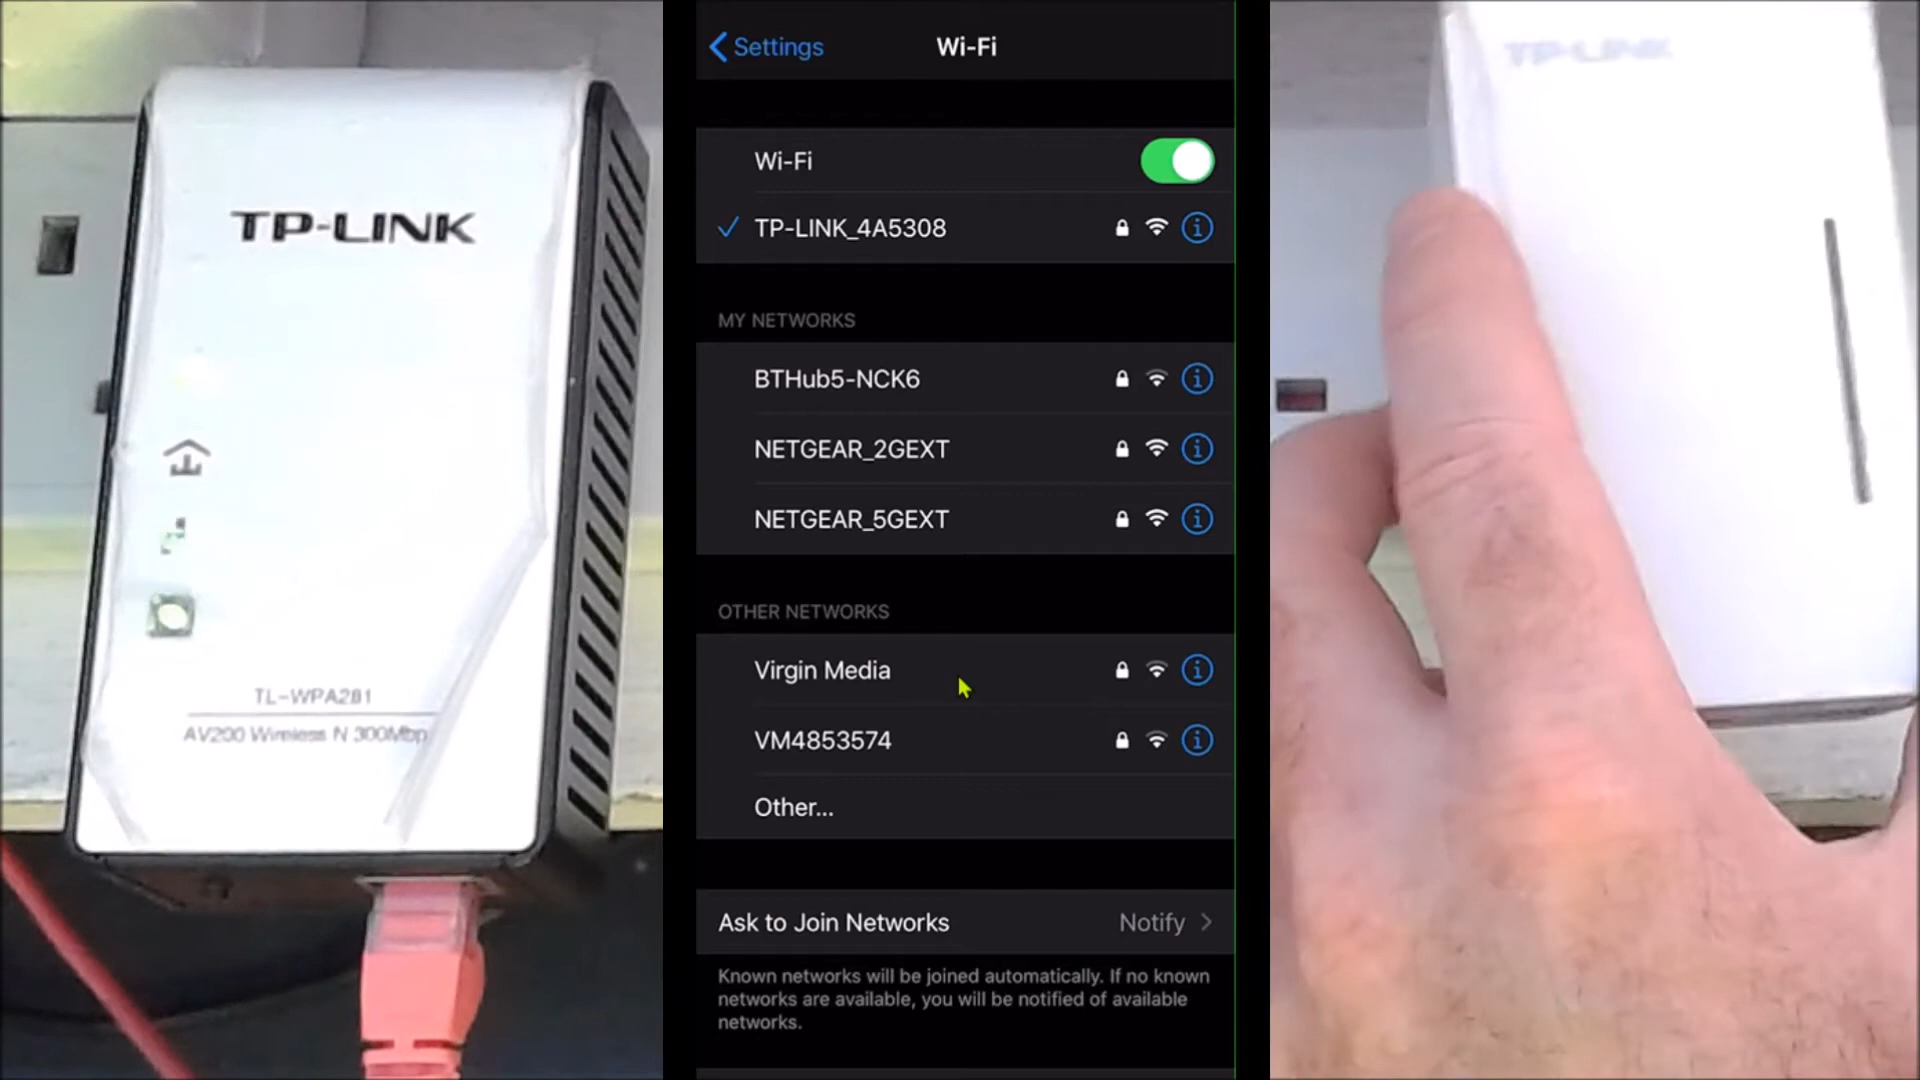 TP-LINK
TL-WPA281
AV200 Wireless N 300Mbp
Settings
Wi-Fi
Wi-Fi
TP-LINK_4A5308
MY NETWORKS
BTHub5-NCK6
NETGEAR_2GEXT
NETGEAR_5GEXT
OTHER NETWORKS
Virgin Media
VM4853574
Other...
Ask to Join Networks
Notify
Known networks will be joined automatically. If no known
networks are available, you will be notified of available
networks.
TP-LINK